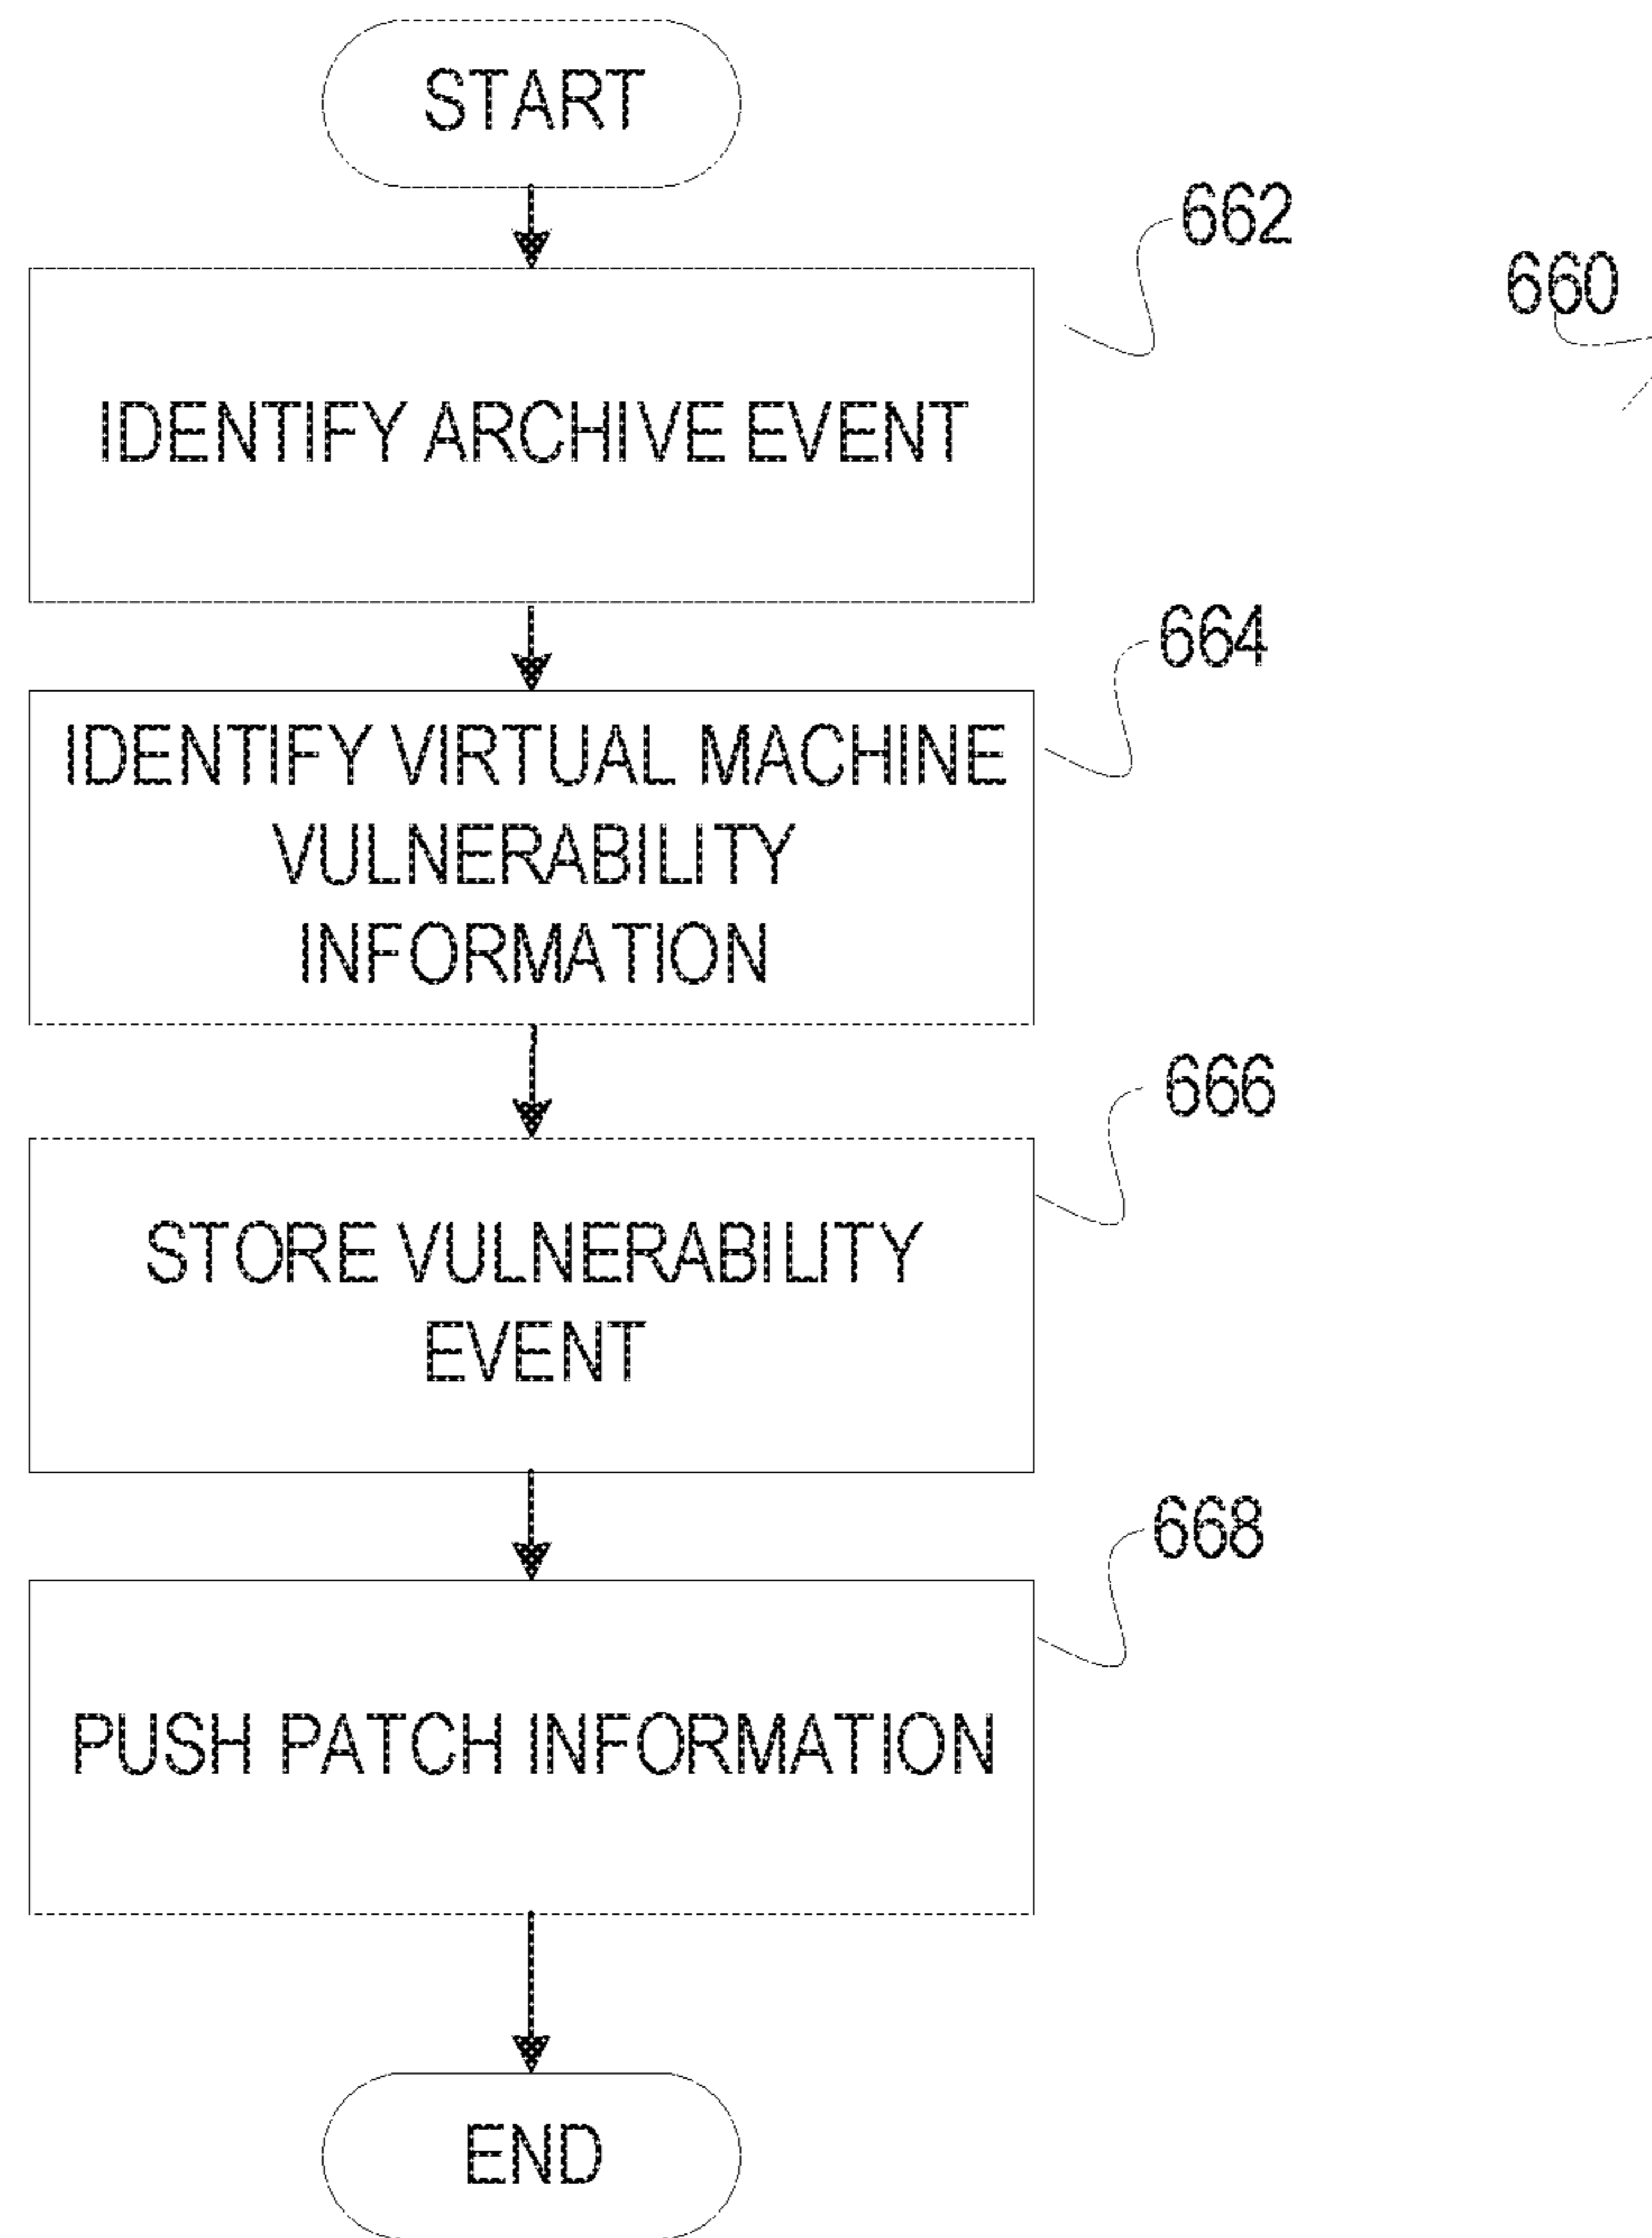 START
662
660
IDENTIFY ARCHIVE EVENT
664
IDENTIFY VIRTUAL MACHINE
VULNERABILITY
INFORMATION
666
STORE VULNERABILITY
EVENT
668
PUSH PATCH INFORMATION
END